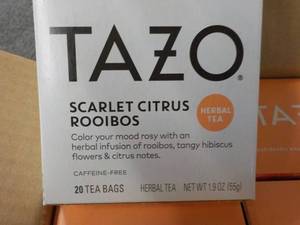 TAZO®
SCARLET CITRUS
ROOIBOS
HERBAL
TEA
Color your mood rosy with an
herbal infusion of rooibos, tangy hibiscus
flowers & citrus notes.
CAFFEINE-FREE
20 TEA BAGS HERBAL TEA NET WT 1.9 OZ (55g)
TA